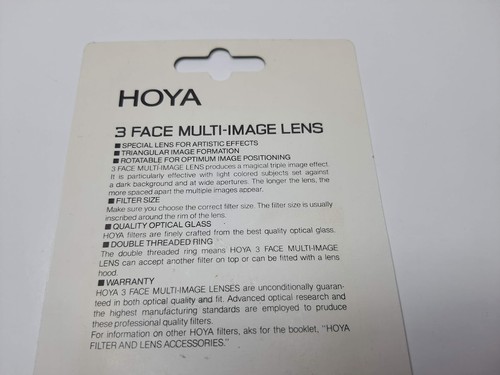 HOYA
3 FACE MULTI-IMAGE LENS
■ SPECIAL LENS FOR ARTISTIC EFFECTS
■ TRIANGULAR IMAGE FORMATION
■ ROTATABLE FOR OPTIMUM IMAGE POSITIONING
3 FACE MULTI-IMAGE LENS produces a magical triple image effect.
It is particularly effective with light colored subjects set against
a dark background and at wide apertures. The longer the lens, the
more spaced apart the multiple images appear.
■ FILTER SIZE
Make sure you choose the correct filter size. The filter size is usually
inscribed around the rim of the lens.
■ QUALITY OPTICAL GLASS
HOYA filters are finely crafted from the best quality optical glass.
■ DOUBLE THREADED RING
The double threaded ring means HOYA 3 FACE MULTI-IMAGE
LENS can accept another filter on top or can be fitted with a lens
hood.
■ WARRANTY
HOYA 3 FACE MULTI-IMAGE LENSES are unconditionally guaran-
teed in both optical quality and fit. Advanced optical research and
the highest manufacturing standards are employed to produce
these professional quality filters.
For information on other HOYA filters, aks for the booklet, "HOYA
FILTER AND LENS ACCESSORIES."